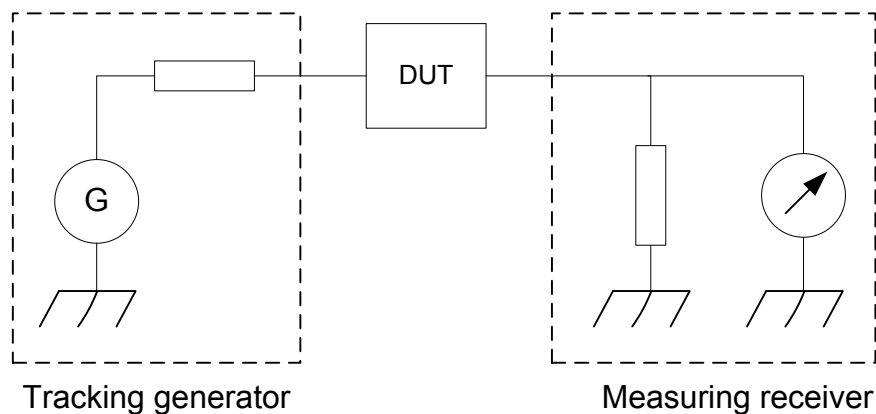 DUT
G
Tracking generator
Measuring receiver